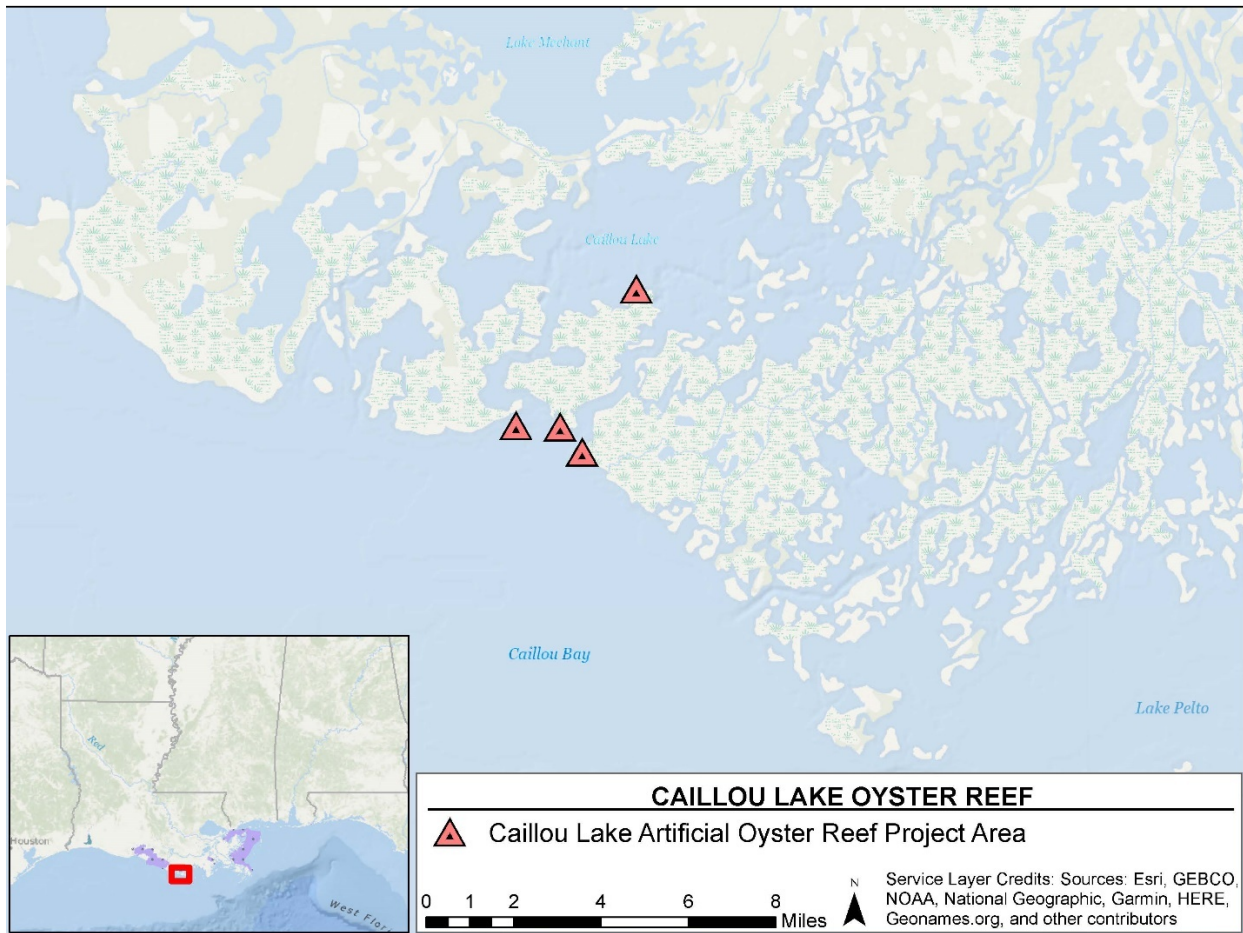 Lake Mechant
Caillou Lake
Caillou Bay
Lake Pelto
Red
Houston
West Flor
CAILLOU LAKE OYSTER REEF
Caillou Lake Artificial Oyster Reef Project Area
0 1 2 4 6 8
Miles
N
Service Layer Credits: Sources: Esri, GEBCO,
NOAA, National Geographic, Garmin, HERE,
Geonames.org, and other contributors